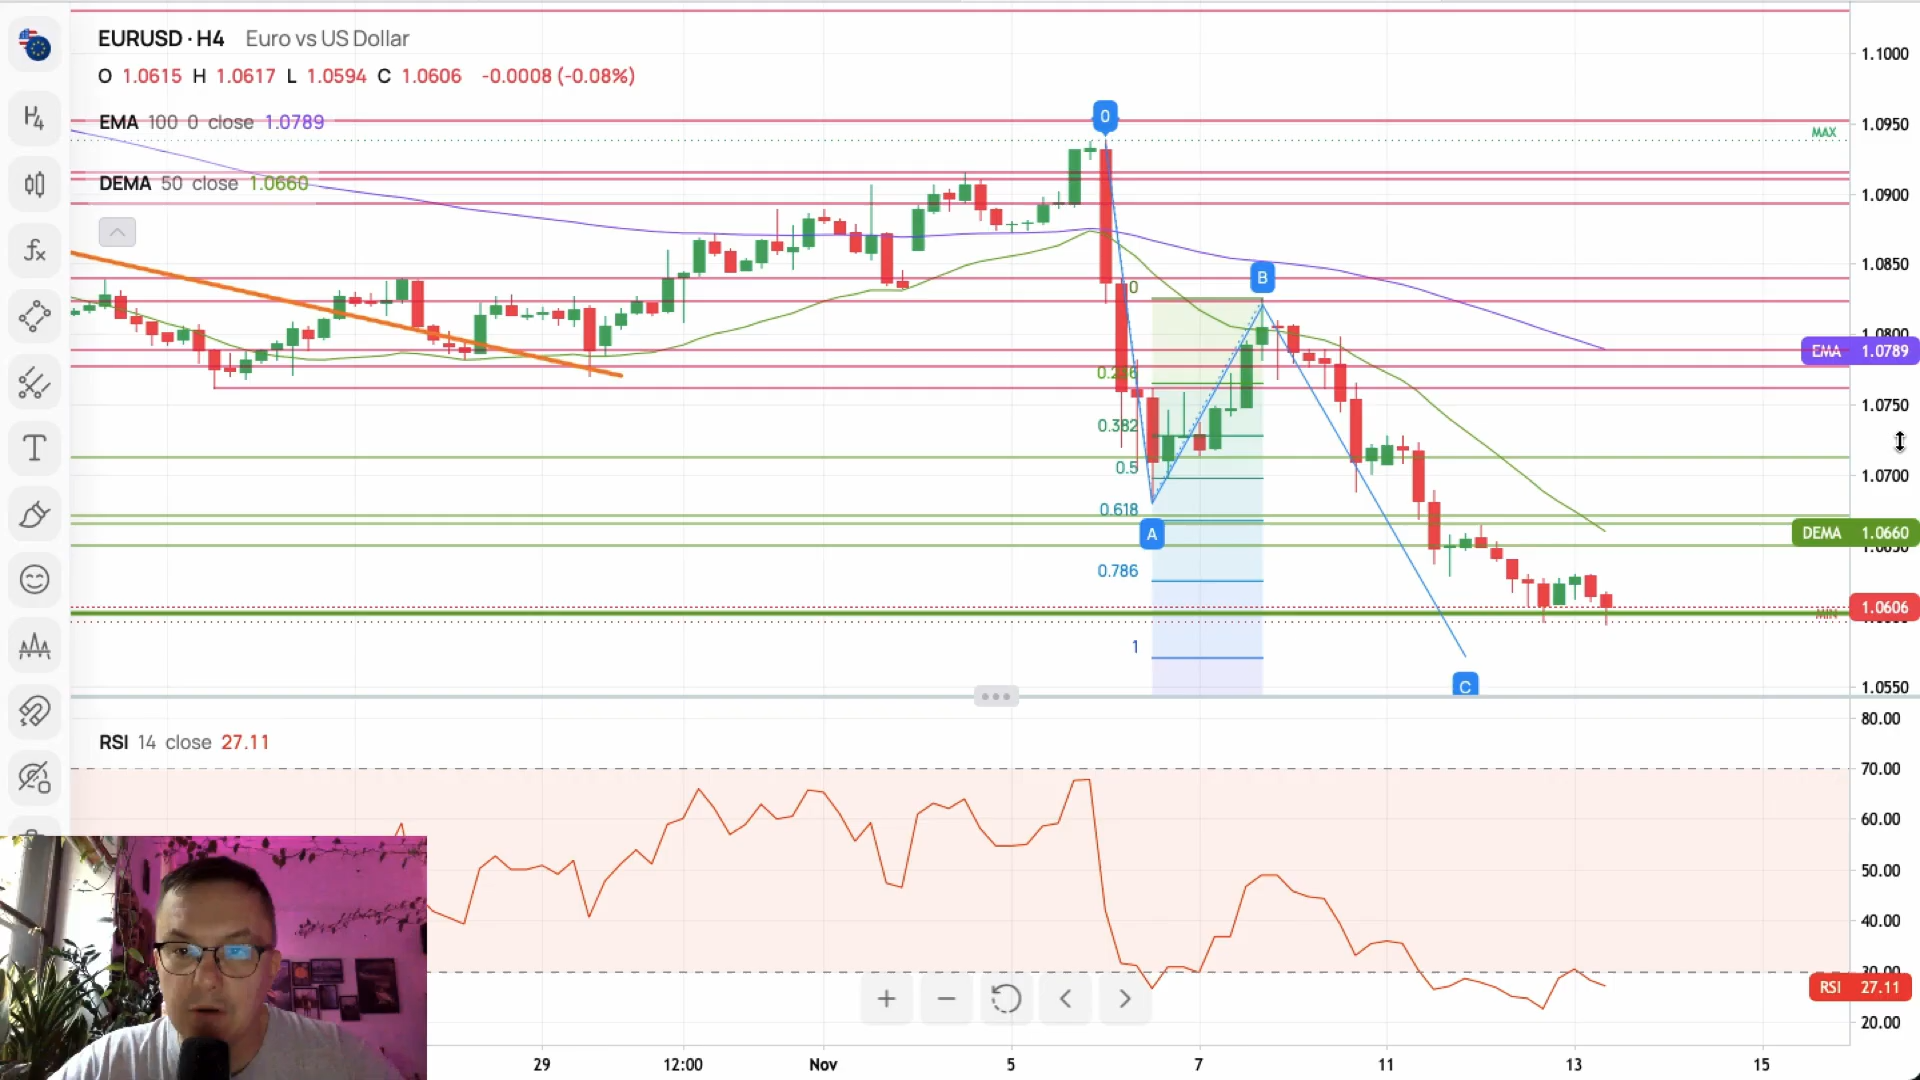 EURUSD · H4 Euro vs US Dollar
O 1.0615 H 1.0617 L 1.0594 C 1.0606 -0.0008 (-0.08%)
EMA 100 0 close 1.0789
DEMA 50 close 1.0660
H4
fx
T
0
B
A
C
0
0.382
0.5
0.618
0.786
1
MAX
1.1000
1.0950
1.0900
1.0850
1.0800
EMA 1.0789
1.0750
1.0700
DEMA 1.0660
1.0650
MIN
1.0606
1.0550
RSI 14 close 27.11
80.00
70.00
60.00
50.00
40.00
30.00
RSI 27.11
20.00
29 12:00 Nov 5 7 11 13 15